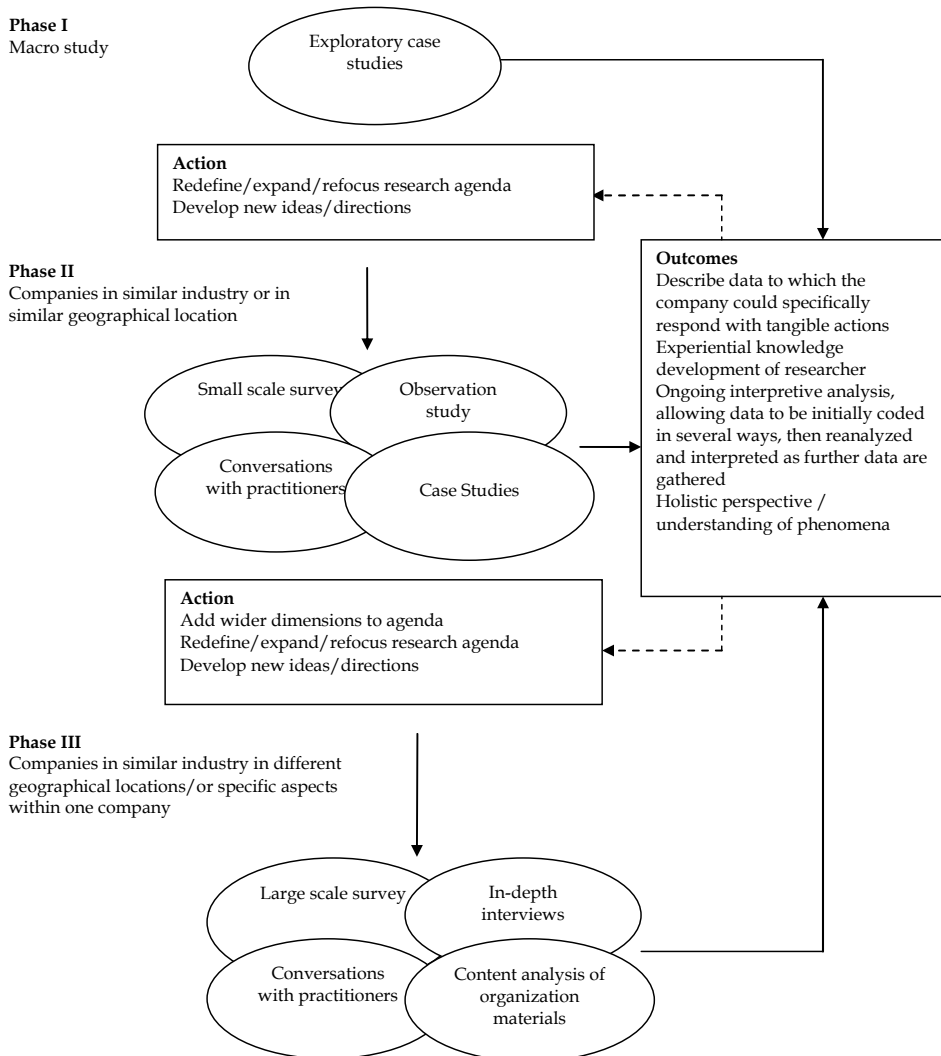 Phase I
Macro study
Exploratory case
studies
Action
Redefine/expand/refocus research agenda
Develop new ideas/directions
Phase II
Companies in similar industry or in
similar geographical location
Outcomes
Describe data to which the
company could specifically
respond with tangible actions
Experiential knowledge
development of researcher
Ongoing interpretive analysis,
allowing data to be initially coded
in several ways, then reanalyzed
and interpreted as further data are
gathered
Holistic perspective /
understanding of phenomena
Small scale survey
Observation
study
Conversations
with practitioners
Case Studies
Action
Add wider dimensions to agenda
Redefine/expand/refocus research agenda
Develop new ideas/directions
Phase III
Companies in similar industry in different
geographical locations/or specific aspects
within one company
Large scale survey
In-depth
interviews
Conversations
with practitioners
Content analysis of
organization
materials